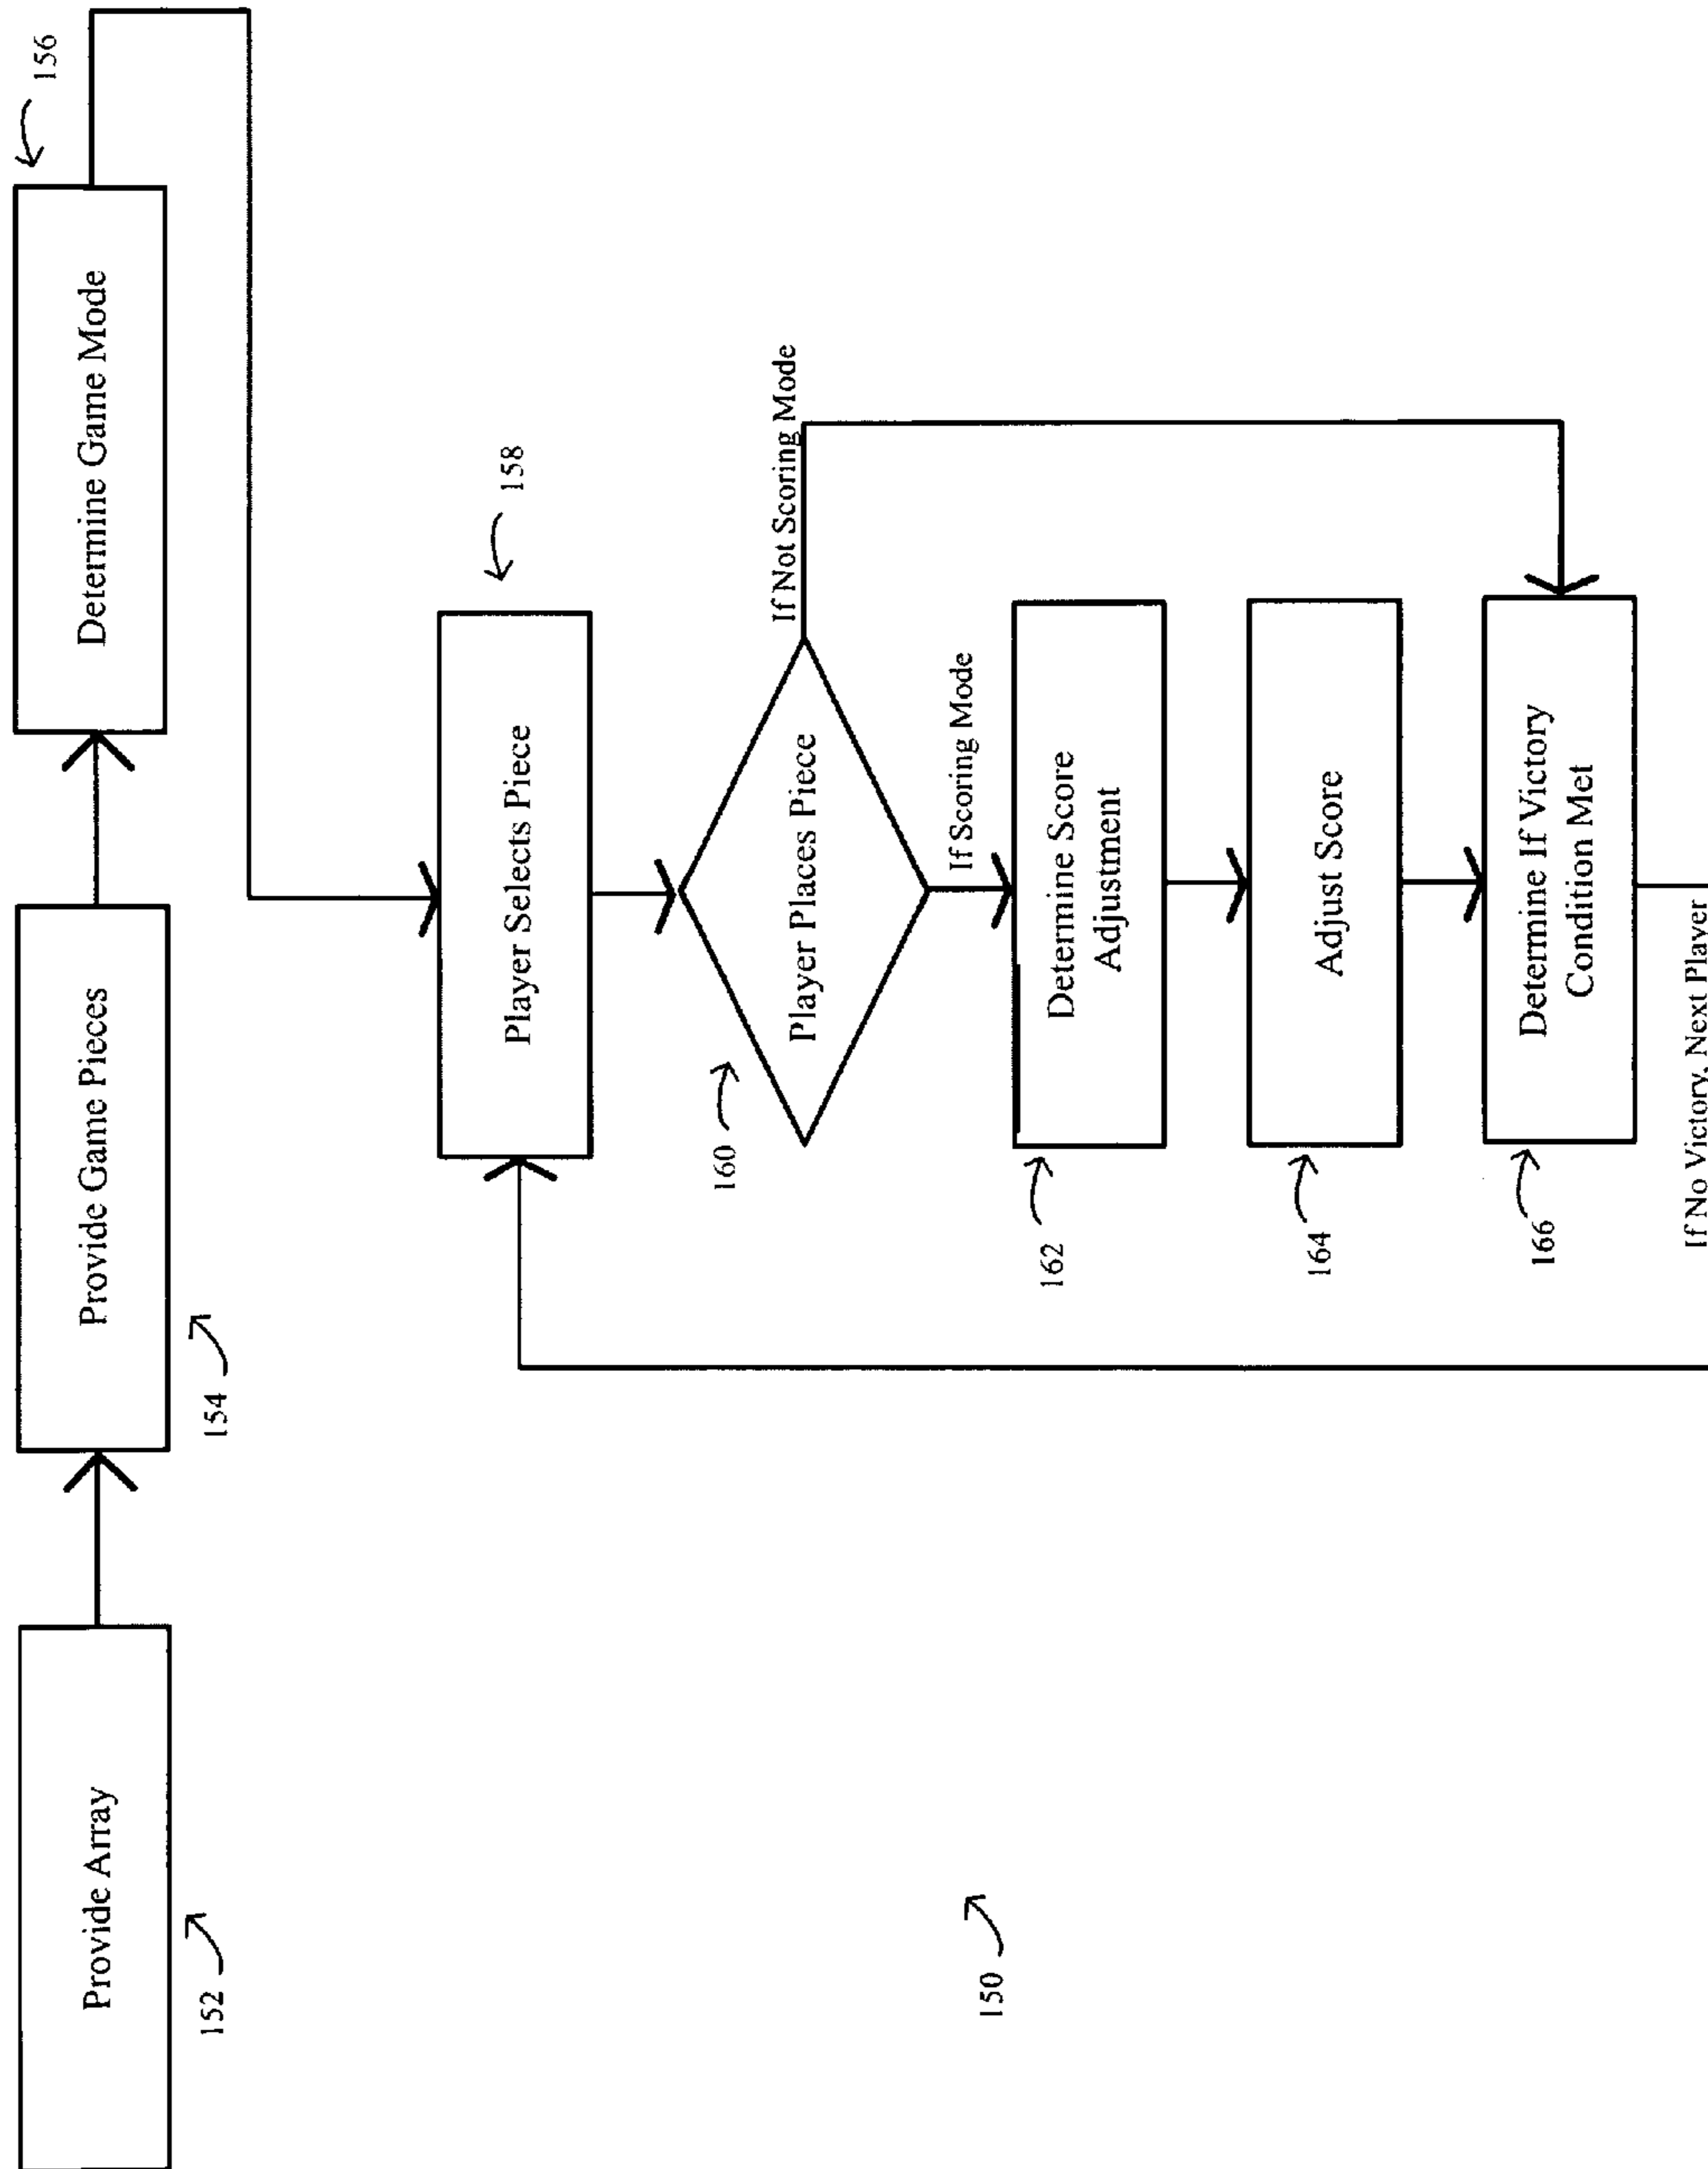 Provide Array
152
Provide Game Pieces
154
Determine Game Mode
156
Player Selects Piece
158
Player Places Piece
160
If Not Scoring Mode
If Scoring Mode
Determine Score
Adjustment
162
Adjust Score
164
Determine If Victory
Condition Met
166
If No Victory, Next Player
150